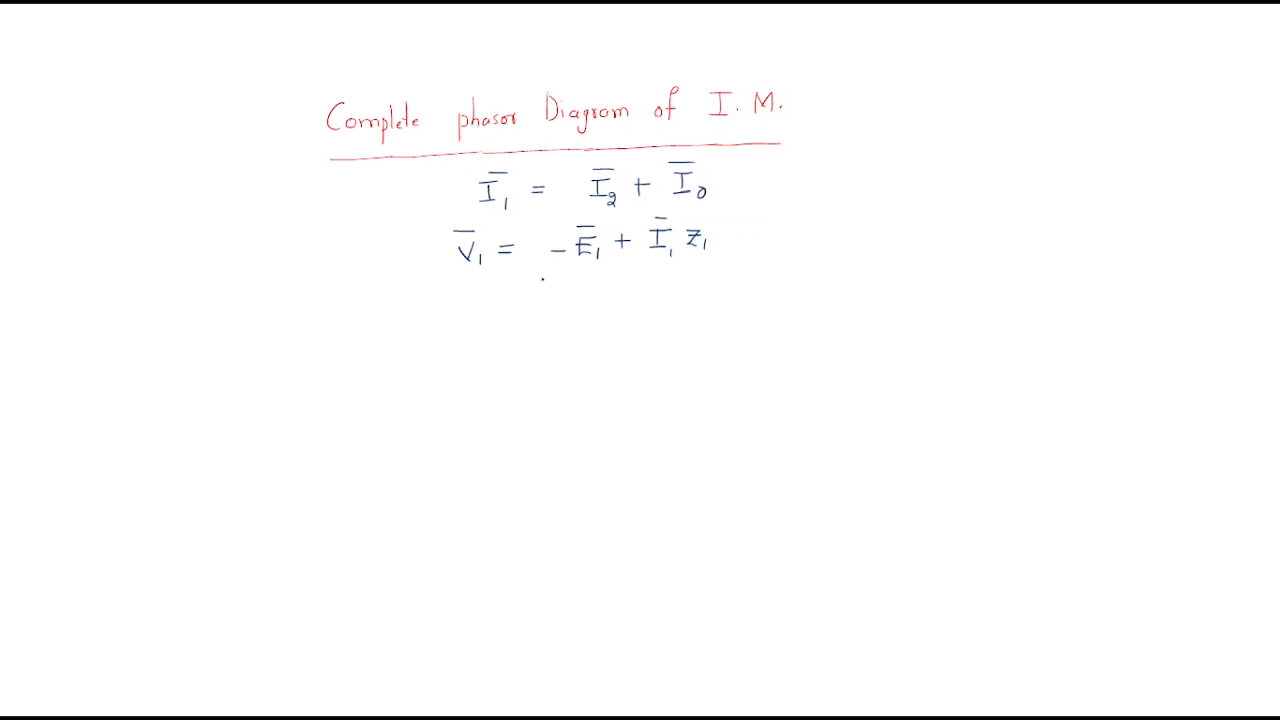 Complete phasor Diagram of I.M.
I̅₁ = I̅₂ + I̅₀
V̅₁ = - E̅₁ + I̅₁ Z₁